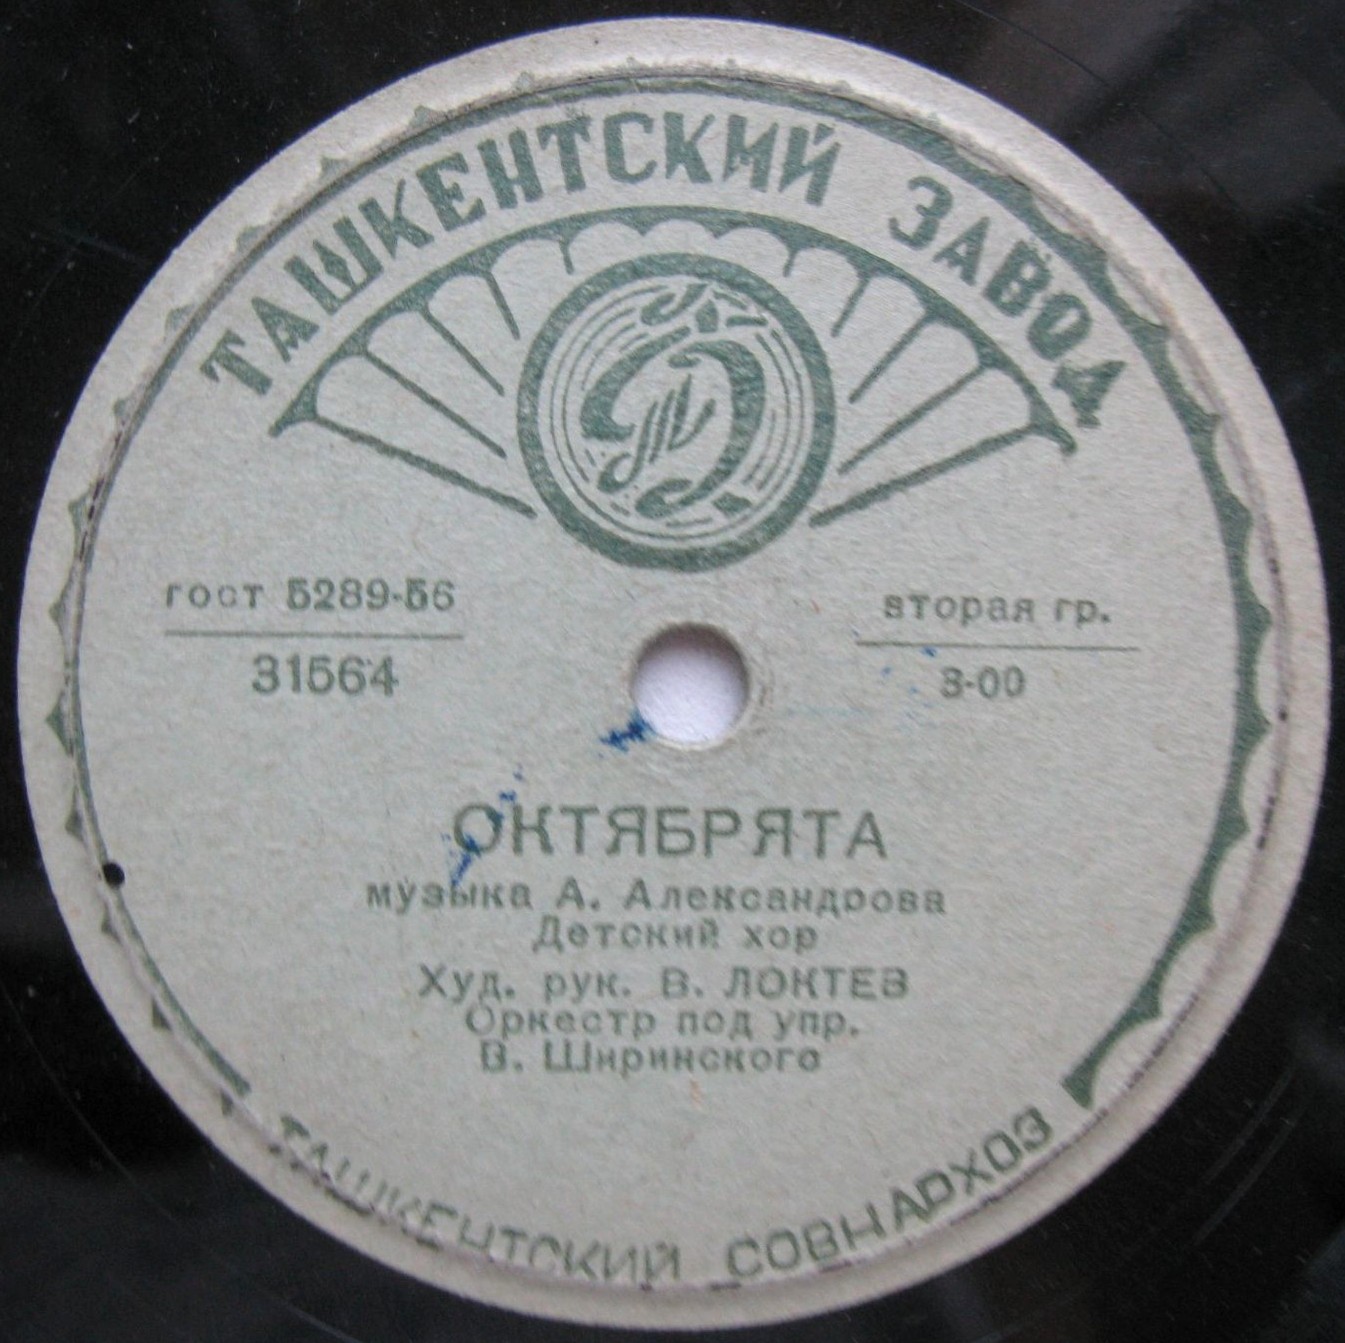 ТАШКЕНТСКИЙ ЗАВОД
гост 5289-56
31564
вторая гр.
3-00
ОКТЯБРЯТА
музыка А. Александрова
Детский хор
Худ. рук. В. ЛОКТЕВ
Оркестр под упр.
В. Ширинского
ТАШКЕНТСКИЙ СОВНАРХОЗ